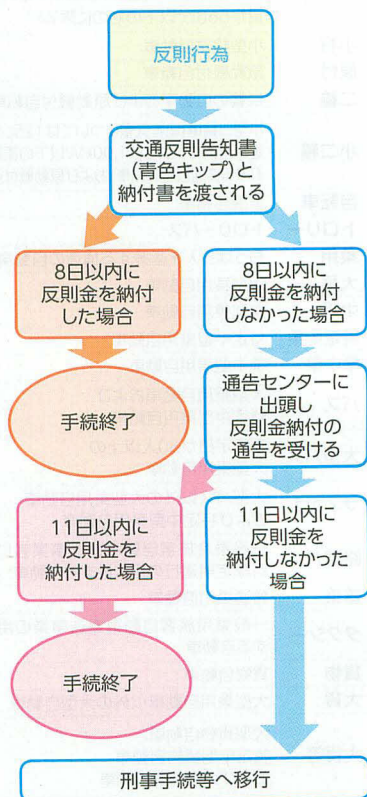 反則行為
交通反則告知書
（青色キップ）と
納付書を渡される
8日以内に
反則金を納付
した場合
8日以内に
反則金を納付
しなかった場合
手続終了
通告センターに
出頭し
反則金納付の
通告を受ける
11日以内に
反則金を
納付した場合
11日以内に
反則金を
納付しなかった
場合
手続終了
刑事手続等へ移行